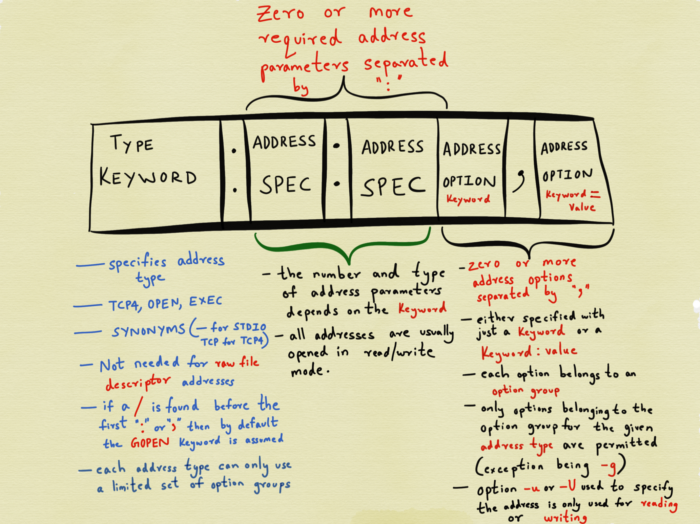 Zero or more
required address
parameters separated
by ":"
TYPE
KEYWORD
:
ADDRESS
SPEC
:
ADDRESS
SPEC
ADDRESS
OPTION
Keyword
,
ADDRESS
OPTION
Keyword =
Value
— specifies address
type
— TCP4, OPEN, EXEC
— SYNONYMS (— for STDIO
TCP for TCP4)
— Not needed for raw file
descriptor addresses
— if a / is found before the
first ":" or "," then by default
the GOPEN keyword is assumed
— each address type can only use
a limited set of option groups
- the number and type
of address parameters
depends on the Keyword
- all addresses are usually
opened in read/write
mode.
- zero or more
address options
separated by ","
- either specified with
just a Keyword or a
Keyword : value
- each option belongs to an
option group
- only options belonging to the
option group for the given
address type are permitted
(exception being -g)
- option -u or -U used to specify
the address is only used for reading
or writing